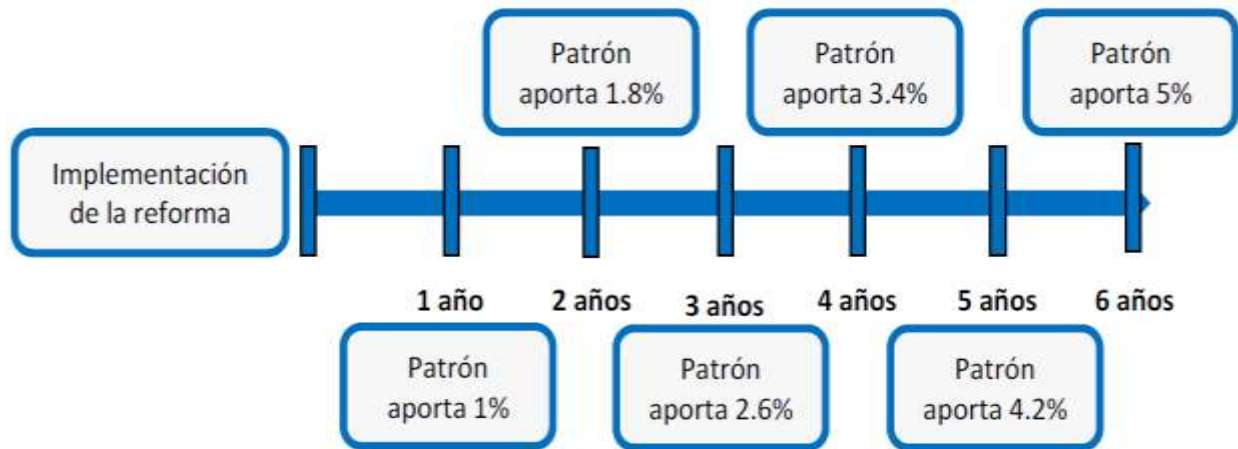 Patrón
aporta 1.8%
Patrón
aporta 3.4%
Patrón
aporta 5%
Implementación
de la reforma
1 año
2 años
3 años
4 años
5 años
6 años
Patrón
aporta 1%
Patrón
aporta 2.6%
Patrón
aporta 4.2%